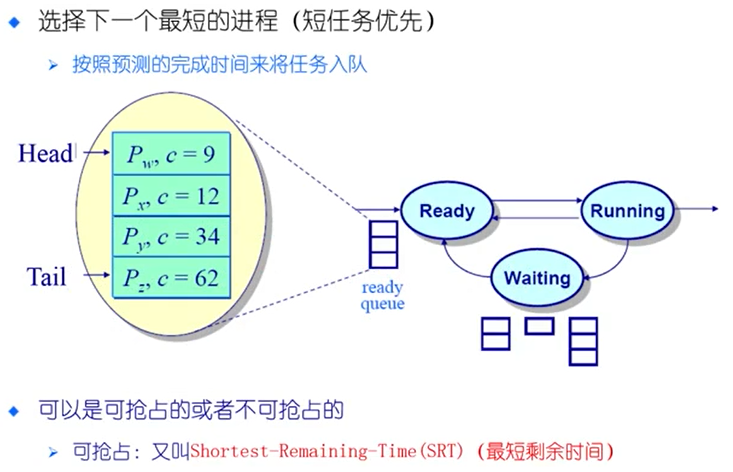 选择下一个最短的进程（短任务优先）
按照预测的完成时间来将任务入队
Head
P_w, c = 9
P_x, c = 12
P_y, c = 34
Tail
P_z, c = 62
Ready
Running
Waiting
ready
queue
可以是可抢占的或者不可抢占的
可抢占：又叫Shortest-Remaining-Time(SRT)（最短剩余时间）